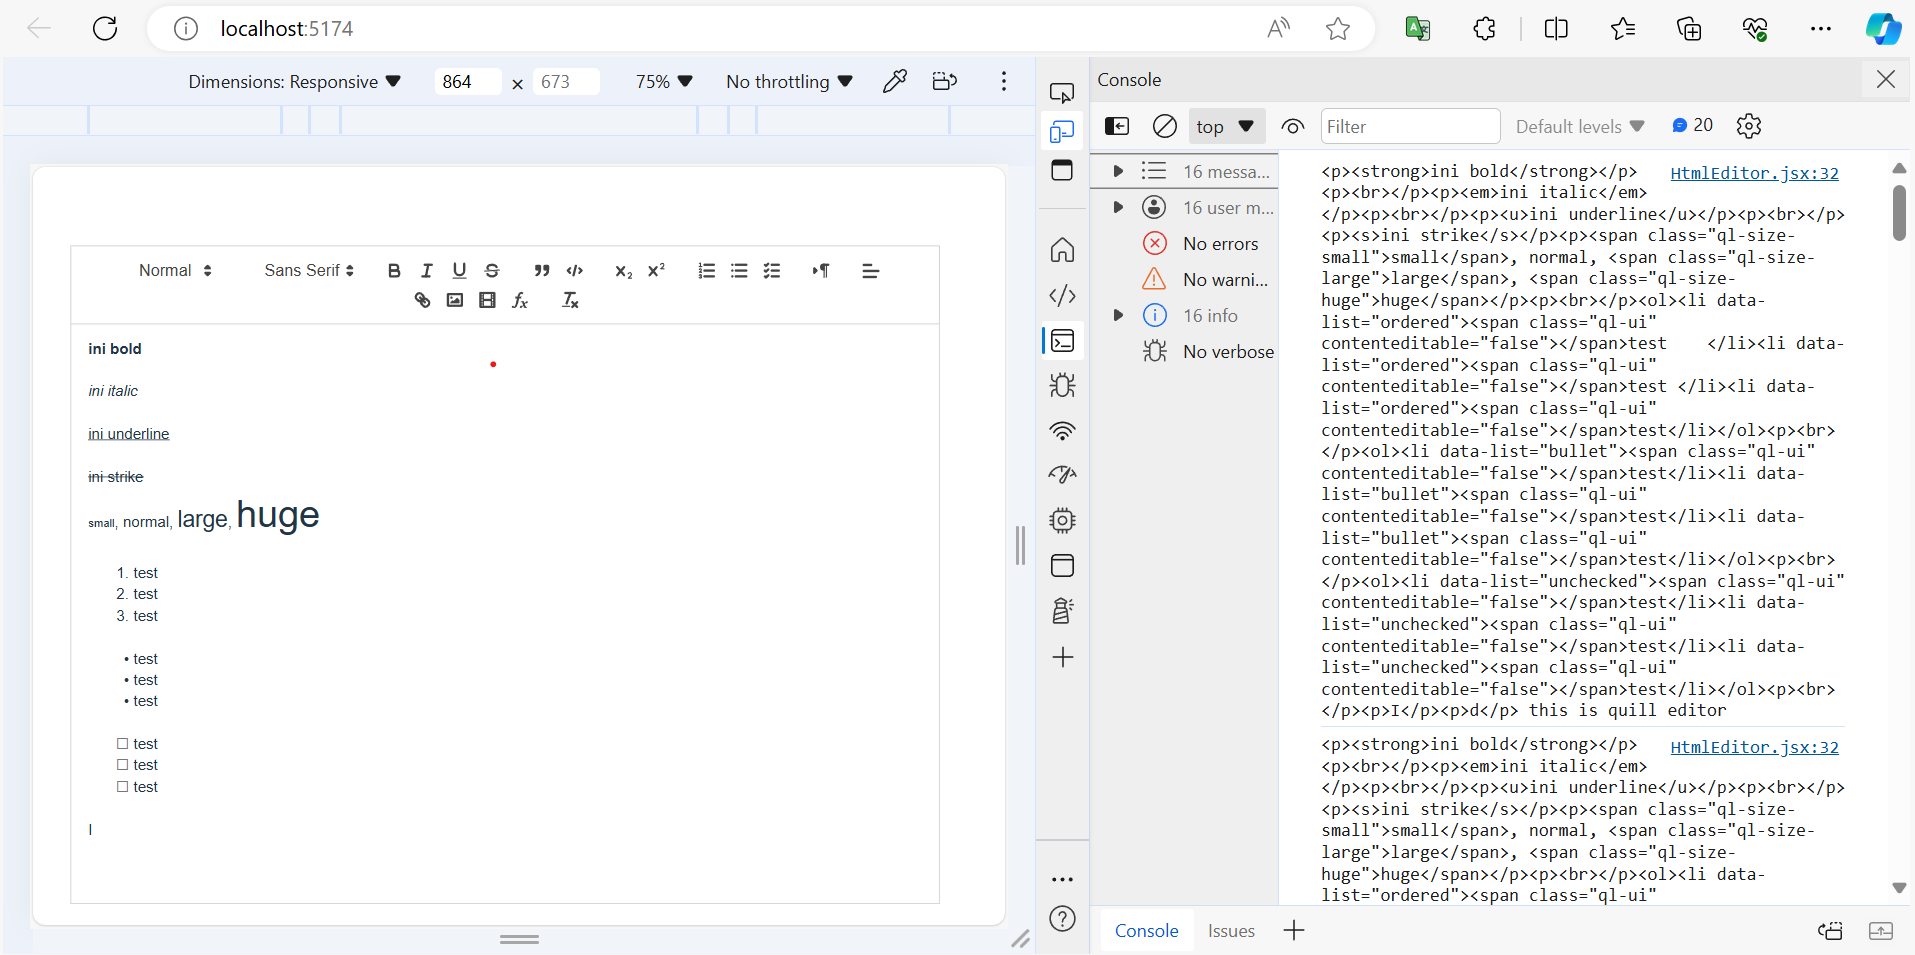 localhost:5174
Dimensions: Responsive 864 × 673 75% No throttling
Normal Sans Serif
ini bold
ini italic
ini underline
ini strike
small, normal, large, huge
1. test
2. test
3. test
• test
• test
• test
test
test
test
I
Console
top Filter Default levels 20
16 messa...
16 user m...
No errors
No warni...
16 info
No verbose
<p><strong>ini bold</strong></p> HtmlEditor.jsx:32
<p><br></p><p><em>ini italic</em>
</p><p><br></p><p><u>ini underline</u></p><p><br></p>
<p><s>ini strike</s></p><p><span class="ql-size-
small">small</span>, normal, <span class="ql-size-
large">large</span>, <span class="ql-size-
huge">huge</span></p><p><br></p><ol><li data-
list="ordered"><span class="ql-ui"
contenteditable="false"></span>test    </li><li data-
list="ordered"><span class="ql-ui"
contenteditable="false"></span>test </li><li data-
list="ordered"><span class="ql-ui"
contenteditable="false"></span>test</li></ol><p><br>
</p><ol><li data-list="bullet"><span class="ql-ui"
contenteditable="false"></span>test</li><li data-
list="bullet"><span class="ql-ui"
contenteditable="false"></span>test</li><li data-
list="bullet"><span class="ql-ui"
contenteditable="false"></span>test</li></ol><p><br>
</p><ol><li data-list="unchecked"><span class="ql-ui"
contenteditable="false"></span>test</li><li data-
list="unchecked"><span class="ql-ui"
contenteditable="false"></span>test</li><li data-
list="unchecked"><span class="ql-ui"
contenteditable="false"></span>test</li></ol><p><br>
</p><p>I</p><p>d</p> this is quill editor
<p><strong>ini bold</strong></p> HtmlEditor.jsx:32
<p><br></p><p><em>ini italic</em>
</p><p><br></p><p><u>ini underline</u></p><p><br></p>
<p><s>ini strike</s></p><p><span class="ql-size-
small">small</span>, normal, <span class="ql-size-
large">large</span>, <span class="ql-size-
huge">huge</span></p><p><br></p><ol><li data-
list="ordered"><span class="ql-ui"
Console Issues